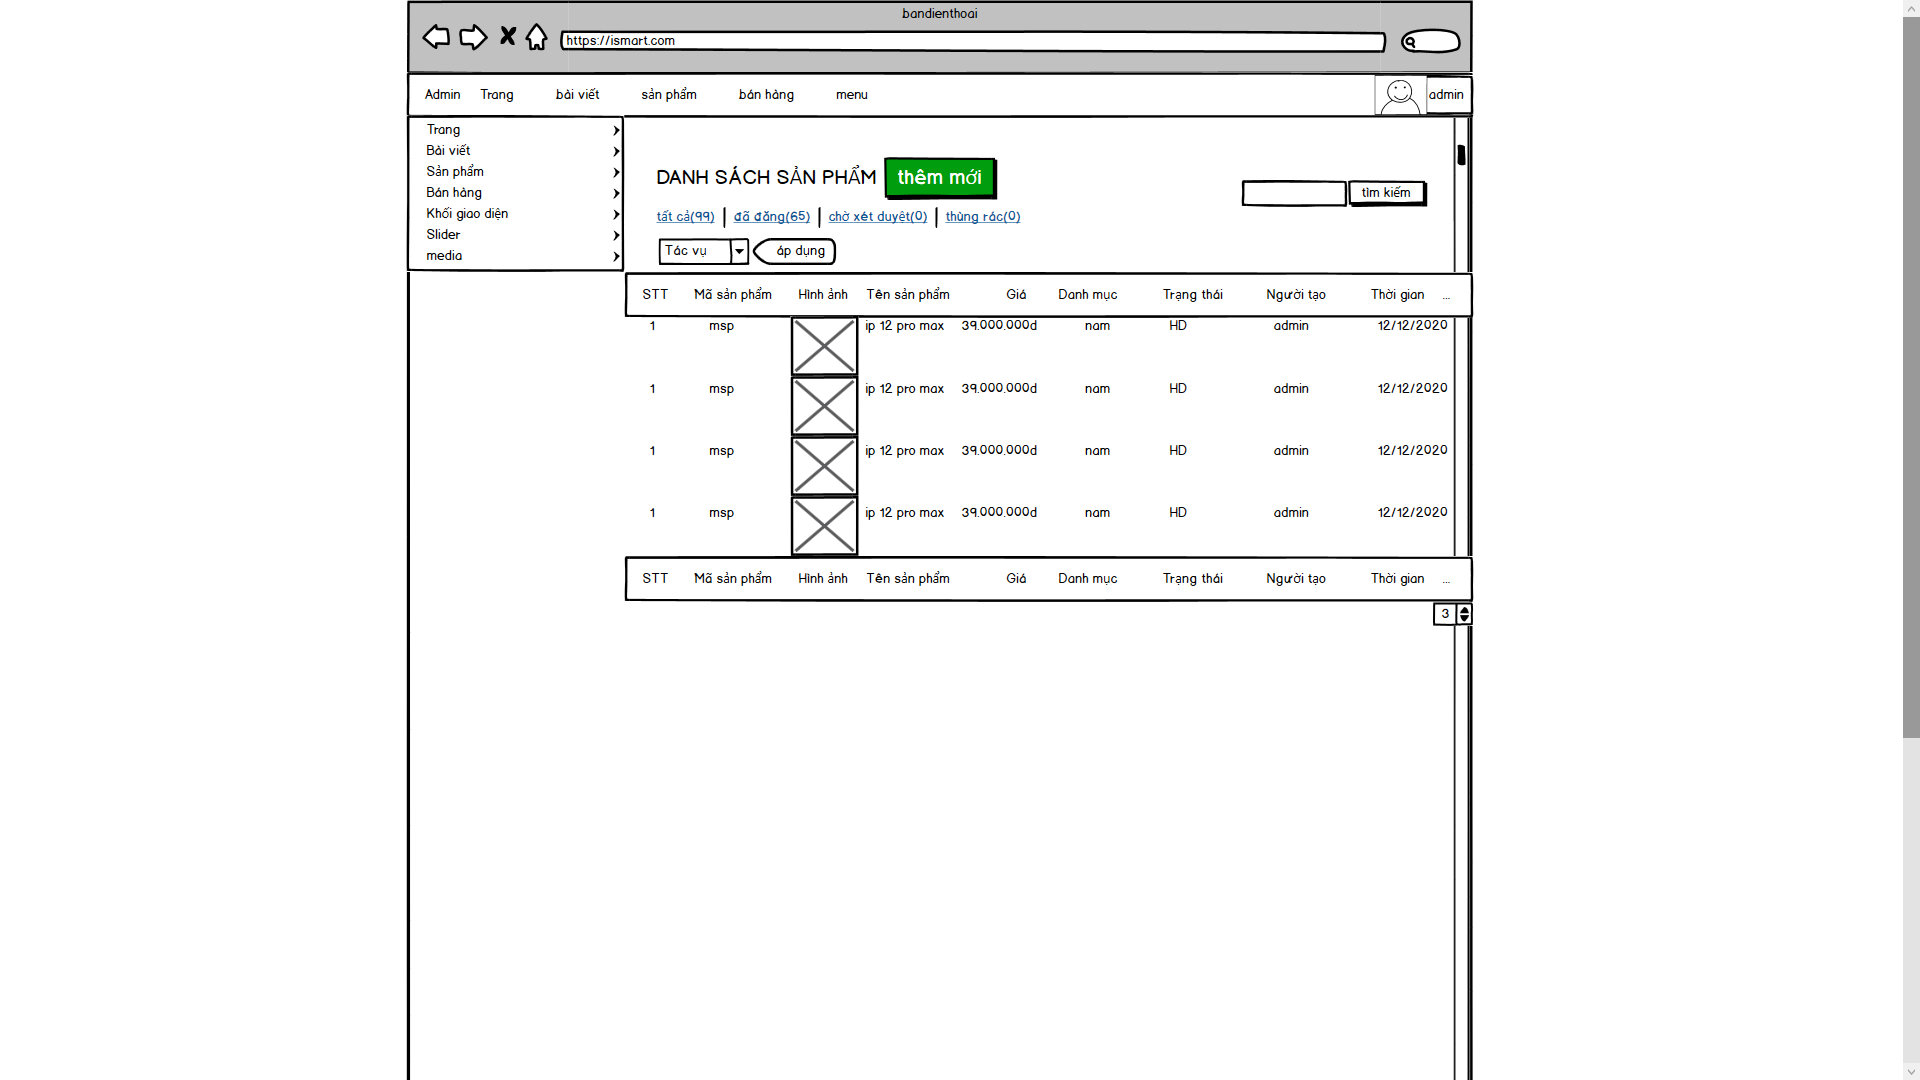 bandienthoai
https://ismart.com
Admin Trang bài viết sản phẩm bán hàng menu admin
Trang
Bài viết
Sản phẩm
Bán hàng
Khối giao diện
Slider
media
DANH SÁCH SẢN PHẨM thêm mới
tìm kiếm
tất cả(99) đã đăng(65) chờ xét duyệt(0) thùng rác(0)
Tác vụ áp dụng
STT Mã sản phẩm Hình ảnh Tên sản phẩm Giá Danh mục Trạng thái Người tạo Thời gian ...
1 msp ip 12 pro max 39.000.000d nam HD admin 12/12/2020
1 msp ip 12 pro max 39.000.000d nam HD admin 12/12/2020
1 msp ip 12 pro max 39.000.000d nam HD admin 12/12/2020
1 msp ip 12 pro max 39.000.000d nam HD admin 12/12/2020
STT Mã sản phẩm Hình ảnh Tên sản phẩm Giá Danh mục Trạng thái Người tạo Thời gian ...
3